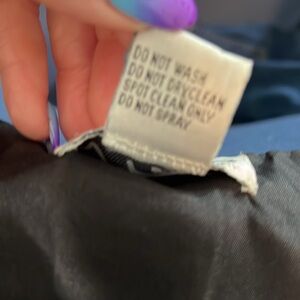 DO NOT WASH
DO NOT DRYCLEAN
SPOT CLEAN ONLY
DO NOT SPRAY